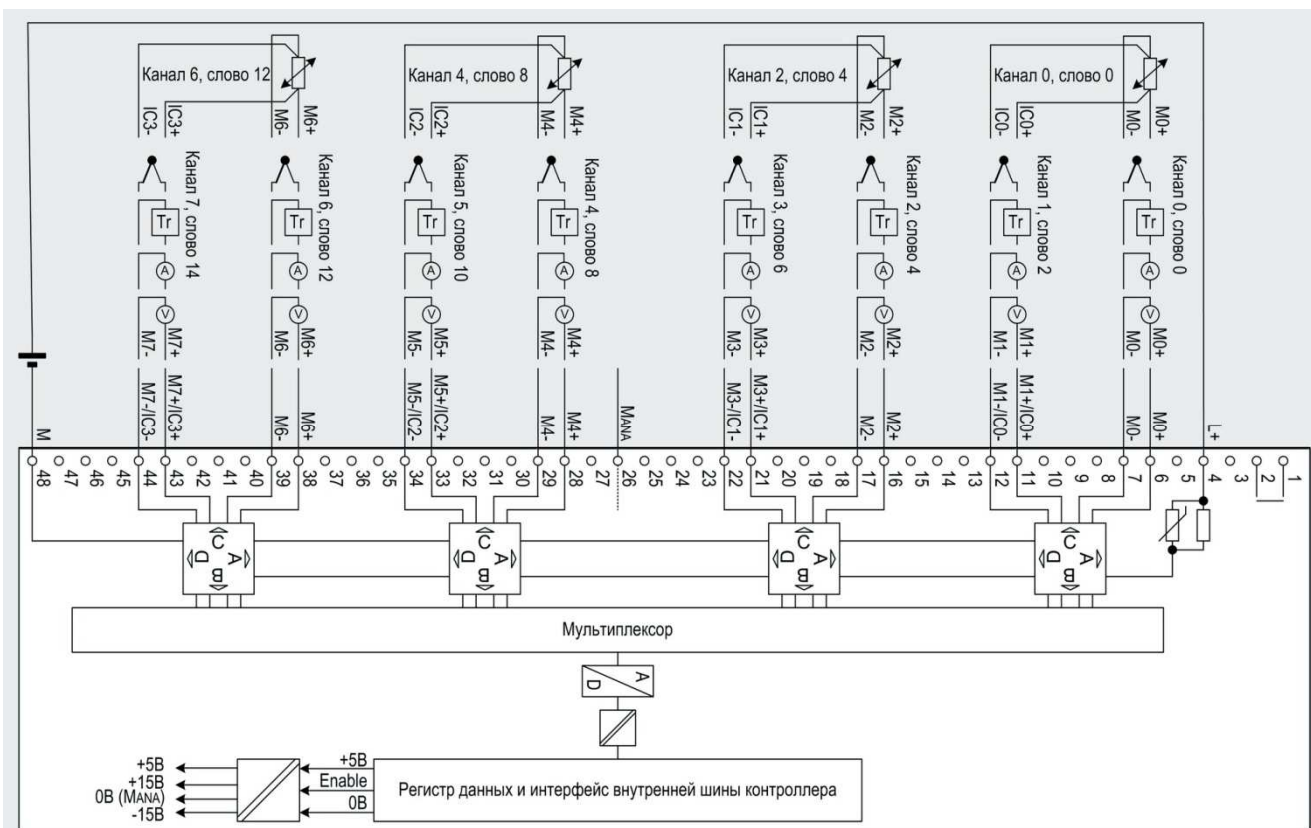 Канал 6, слово 12
Канал 4, слово 8
Канал 2, слово 4
Канал 0, слово 0
IC3-
IC3+
M6-
M6+
IC2-
IC2+
M4-
M4+
IC1-
IC1+
M2-
M2+
IC0-
IC0+
M0-
M0+
Канал 7, слово 14
Канал 6, слово 12
Канал 5, слово 10
Канал 4, слово 8
Канал 3, слово 6
Канал 2, слово 4
Канал 1, слово 2
Канал 0, слово 0
Tr
Tr
Tr
Tr
Tr
Tr
Tr
Tr
A
A
A
A
A
A
A
A
V
V
V
V
V
V
V
V
M7-
M7+
M6-
M6+
M5-
M5+
M4-
M4+
M3-
M3+
M2-
M2+
M1-
M1+
M0-
M0+
M
M7-/IC3-
M7+/IC3+
M6-
M6+
M5-/IC2-
M5+/IC2+
M4-
M4+
MANA
M3-/IC1-
M3+/IC1+
M2-
M2+
M1-/IC0-
M1+/IC0+
M0-
M0+
L+
48
47
46
45
44
43
42
41
40
39
38
37
36
35
34
33
32
31
30
29
28
27
26
25
24
23
22
21
20
19
18
17
16
15
14
13
12
11
10
9
8
7
6
5
4
3
2
1
C A
D B
C A
D B
C A
D B
C A
D B
Мультиплексор
D A
+5В
+15В
0В (MANA)
-15В
+5В
Enable
0В
Регистр данных и интерфейс внутренней шины контроллера